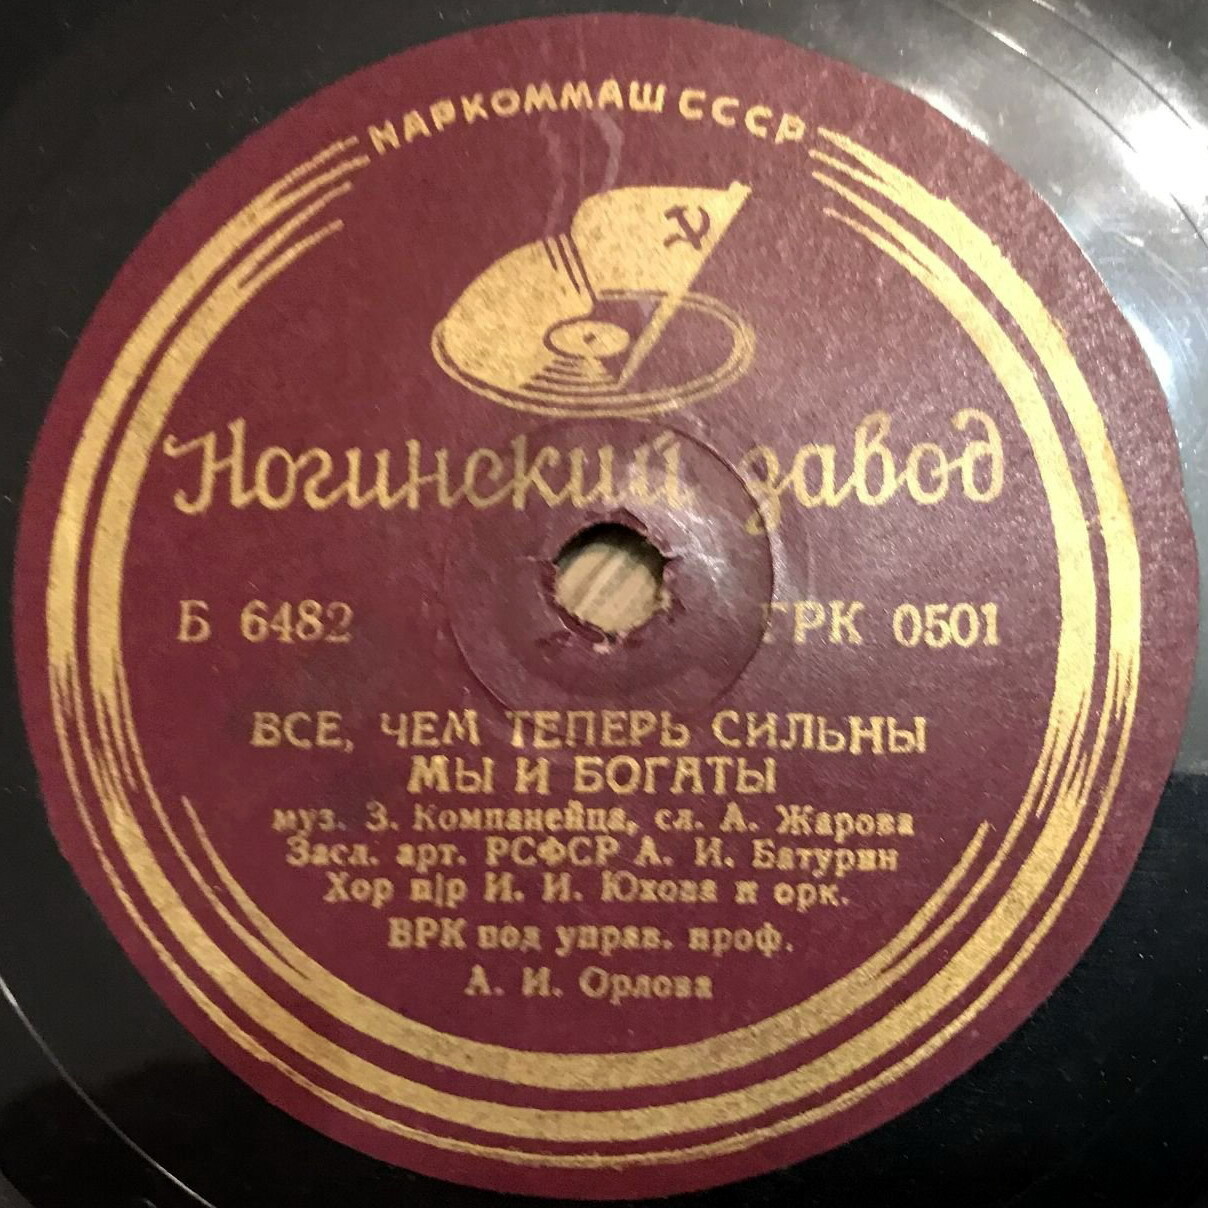 НАРКОММАШ СССР
Ногинский завод
Б 6482 ГРК 0501
ВСЕ, ЧЕМ ТЕПЕРЬ СИЛЬНЫ
МЫ И БОГАТЫ
муз. З. Компанейца, сл. А. Жарова
Засл. арт. РСФСР А. И. Батурин
Хор п/р И. И. Юхова и орк.
ВРК под управ. проф.
А. И. Орлова